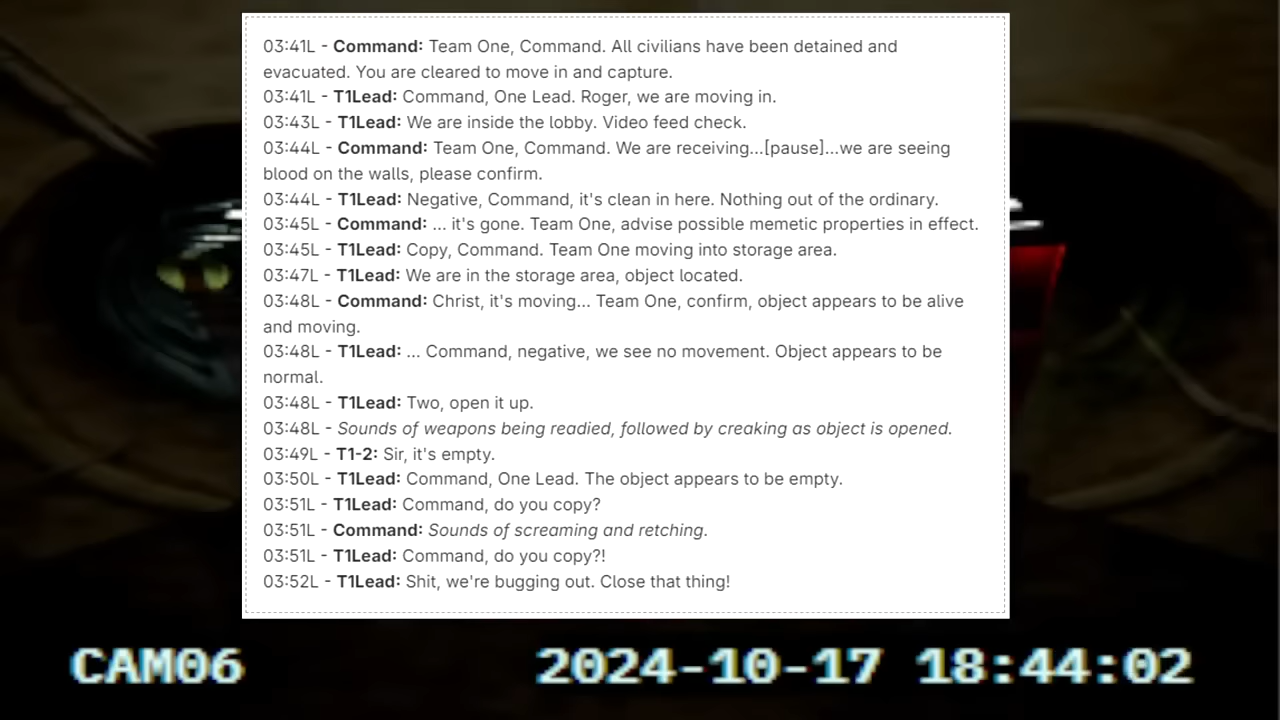 03:41L - Command: Team One, Command. All civilians have been detained and
evacuated. You are cleared to move in and capture.
03:41L - T1Lead: Command, One Lead. Roger, we are moving in.
03:43L - T1Lead: We are inside the lobby. Video feed check.
03:44L - Command: Team One, Command. We are receiving...[pause]...we are seeing
blood on the walls, please confirm.
03:44L - T1Lead: Negative, Command, it's clean in here. Nothing out of the ordinary.
03:45L - Command: ... it's gone. Team One, advise possible memetic properties in effect.
03:45L - T1Lead: Copy, Command. Team One moving into storage area.
03:47L - T1Lead: We are in the storage area, object located.
03:48L - Command: Christ, it's moving... Team One, confirm, object appears to be alive
and moving.
03:48L - T1Lead: ... Command, negative, we see no movement. Object appears to be
normal.
03:48L - T1Lead: Two, open it up.
03:48L - Sounds of weapons being readied, followed by creaking as object is opened.
03:49L - T1-2: Sir, it's empty.
03:50L - T1Lead: Command, One Lead. The object appears to be empty.
03:51L - T1Lead: Command, do you copy?
03:51L - Command: Sounds of screaming and retching.
03:51L - T1Lead: Command, do you copy?!
03:52L - T1Lead: Shit, we're bugging out. Close that thing!
CAM06 2024-10-17 18:44:02